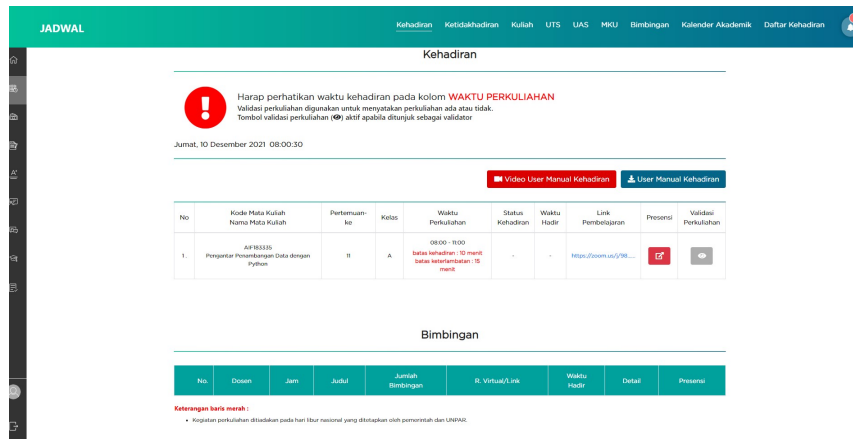 JADWAL
Kehadiran Ketidakhadiran Kuliah UTS UAS MKU Bimbingan Kalender Akademik Daftar Kehadiran
Kehadiran
Harap perhatikan waktu kehadiran pada kolom WAKTU PERKULIAHAN
Validasi perkuliahan digunakan untuk menyatakan perkuliahan ada atau tidak.
Tombol validasi perkuliahan () aktif apabila ditunjuk sebagai validator
Jumat, 10 Desember 2021 08:00:30
Video User Manual Kehadiran User Manual Kehadiran
No Kode Mata Kuliah Pertemuan- Kelas Waktu Status Waktu Link Presensi Validasi
Nama Mata Kuliah ke Perkuliahan Kehadiran Hadir Pembelajaran Perkuliahan
1. AIF183335 11 A 08:00 - 11:00 - - https://zoom.us/j/98.....
Pengantar Penambangan Data dengan batas kehadiran : 10 menit
Python batas keterlambatan : 15
menit
Bimbingan
No. Dosen Jam Judul Jumlah R. Virtual/Link Waktu Detail Presensi
Bimbingan Hadir
Keterangan baris merah :
• Kegiatan perkuliahan ditiadakan pada hari libur nasional yang ditetapkan oleh pemerintah dan UNPAR.